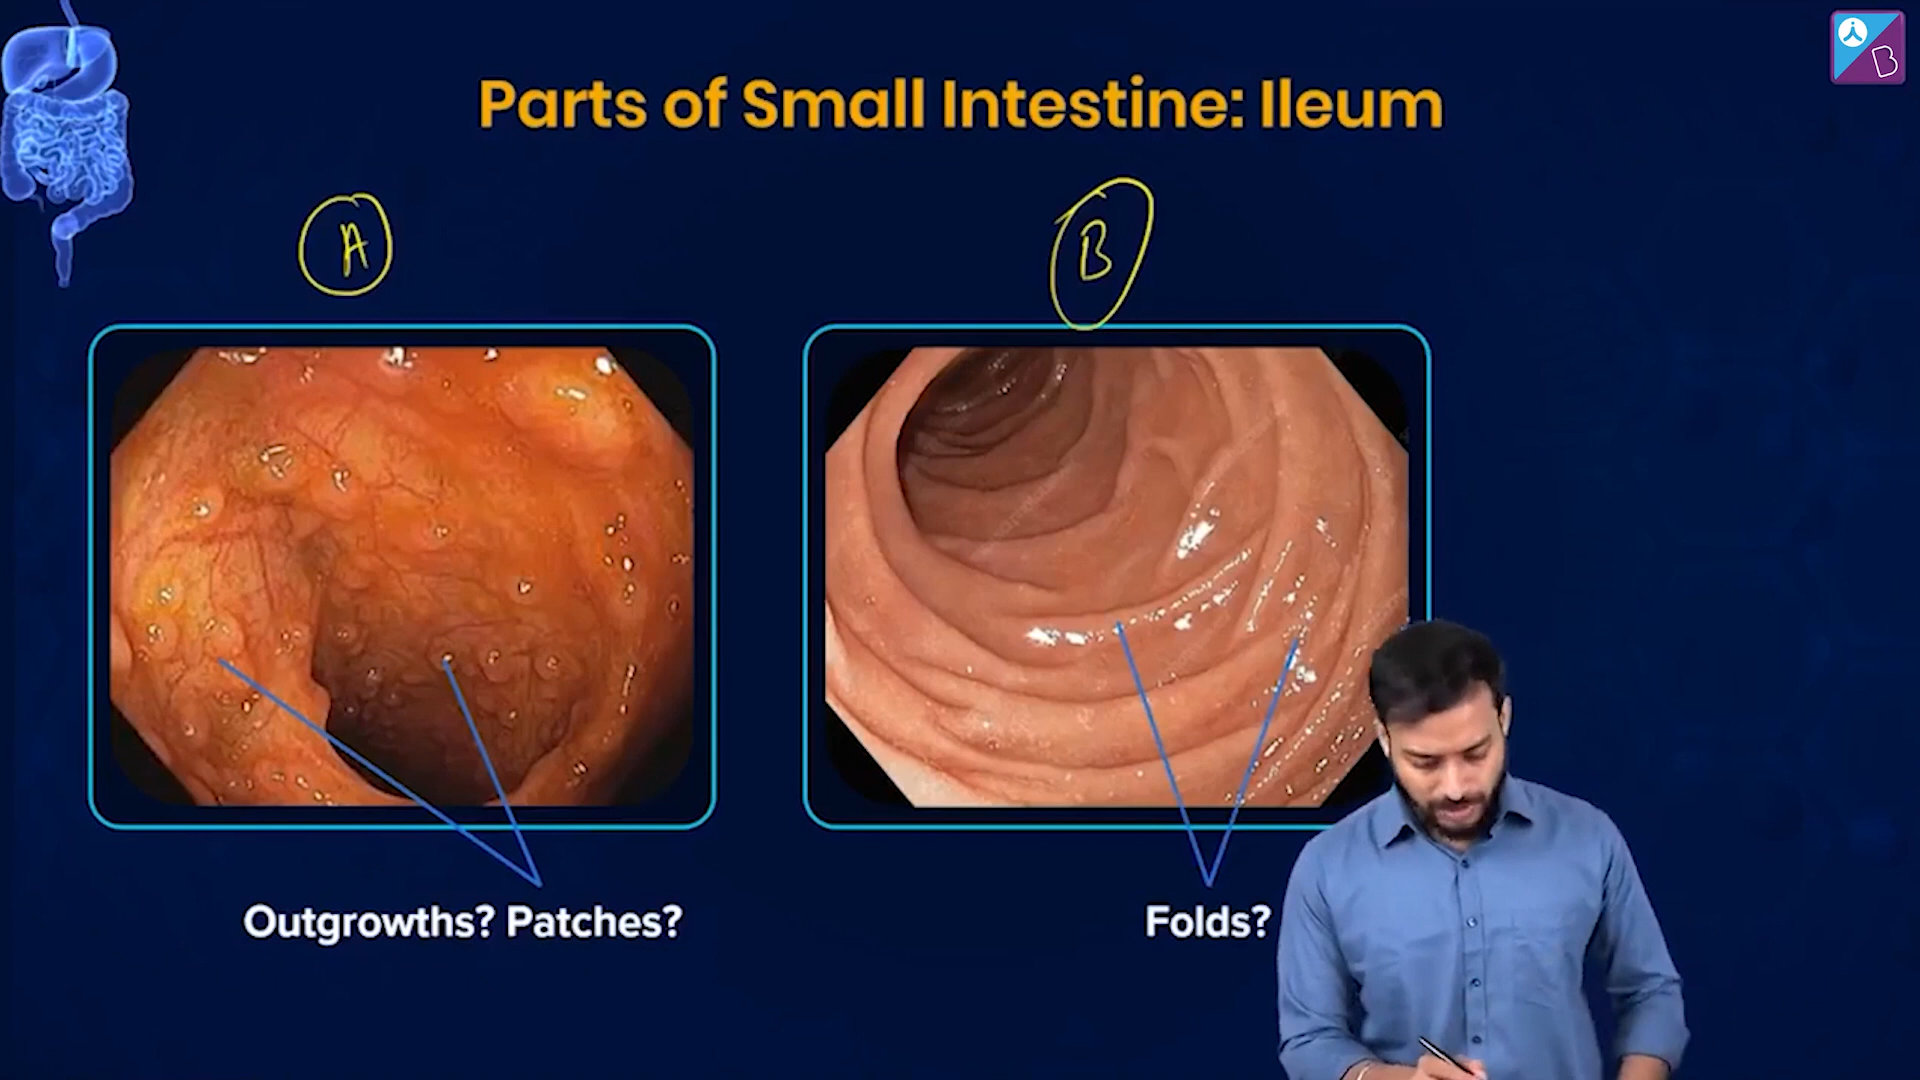 Parts of Small Intestine: Ileum
A
B
B
Outgrowths? Patches?
Folds?